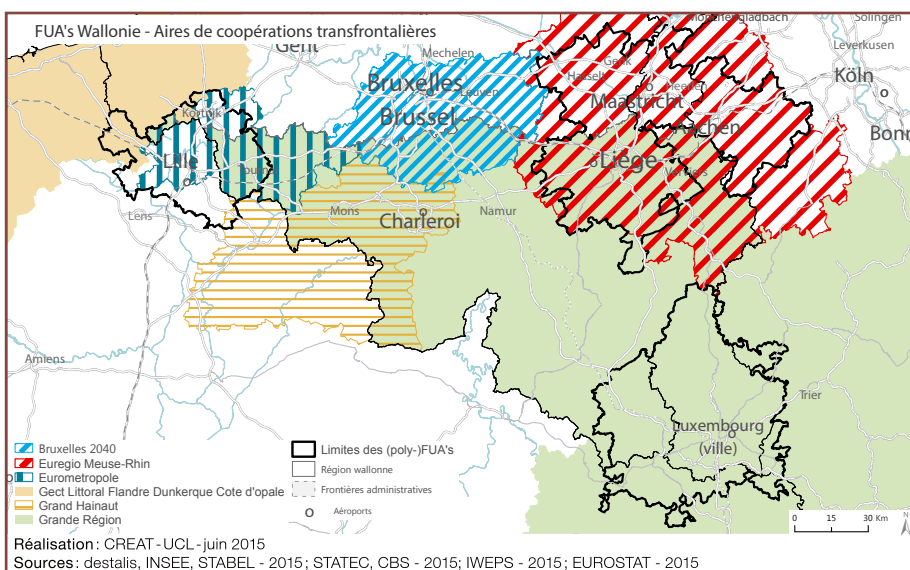 FUA's Wallonie - Aires de coopérations transfrontalières
Gent
Mechelen
Mönchengladbach
Solingen
Leverkusen
Köln
Bonn
Genk
Hasselt
Heerlen
Maastricht
Aachen
Bruxelles
Leuven
Brussel
Kortrijk
Lille
Tournai
Liège
Verviers
Lens
Mons
Charleroi
Namur
Amiens
Trier
Luxembourg
(ville)
Bruxelles 2040
Euregio Meuse-Rhin
Eurometropole
Gect Littoral Flandre Dunkerque Cote d'opale
Grand Hainaut
Grande Région
Limites des (poly-)FUA's
Région wallonne
Frontières administratives
Aéroports
0 15 30 Km
N
Réalisation : CREAT - UCL - juin 2015
Sources : destalis, INSEE, STABEL - 2015 ; STATEC, CBS - 2015 ; IWEPS - 2015 ; EUROSTAT - 2015